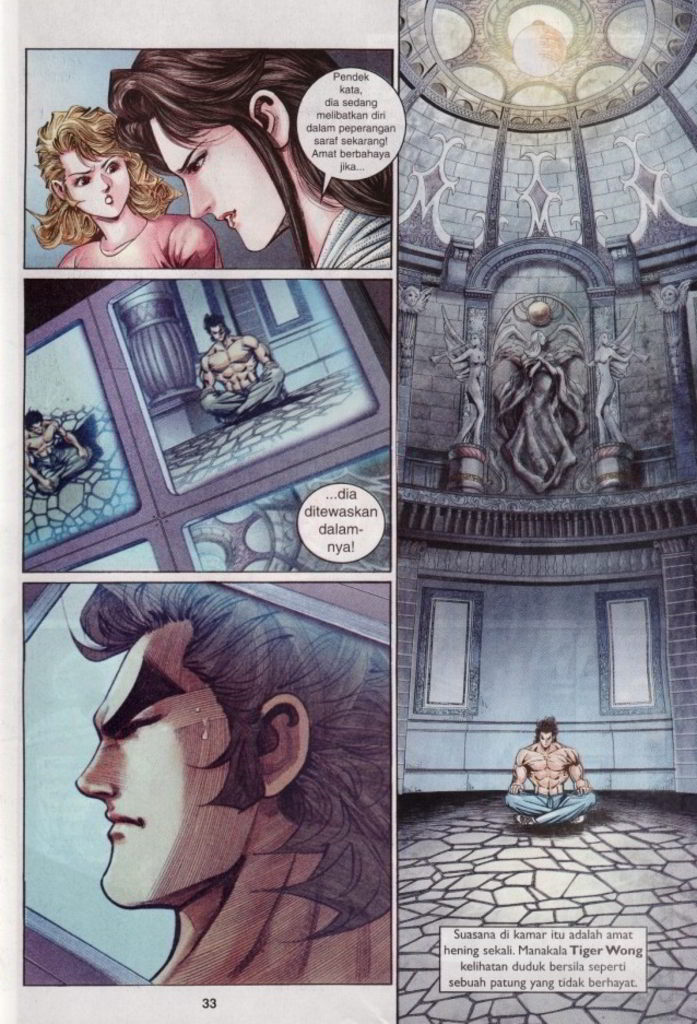 Pendek
kata,
dia sedang
melibatkan diri
dalam peperangan
saraf sekarang!
Amat berbahaya
jika...
...dia
ditewaskan
dalam-
nya!
33
Suasana di kamar itu adalah amat
hening sekali. Manakala Tiger Wong
kelihatan duduk bersila seperti
sebuah patung yang tidak berhayat.